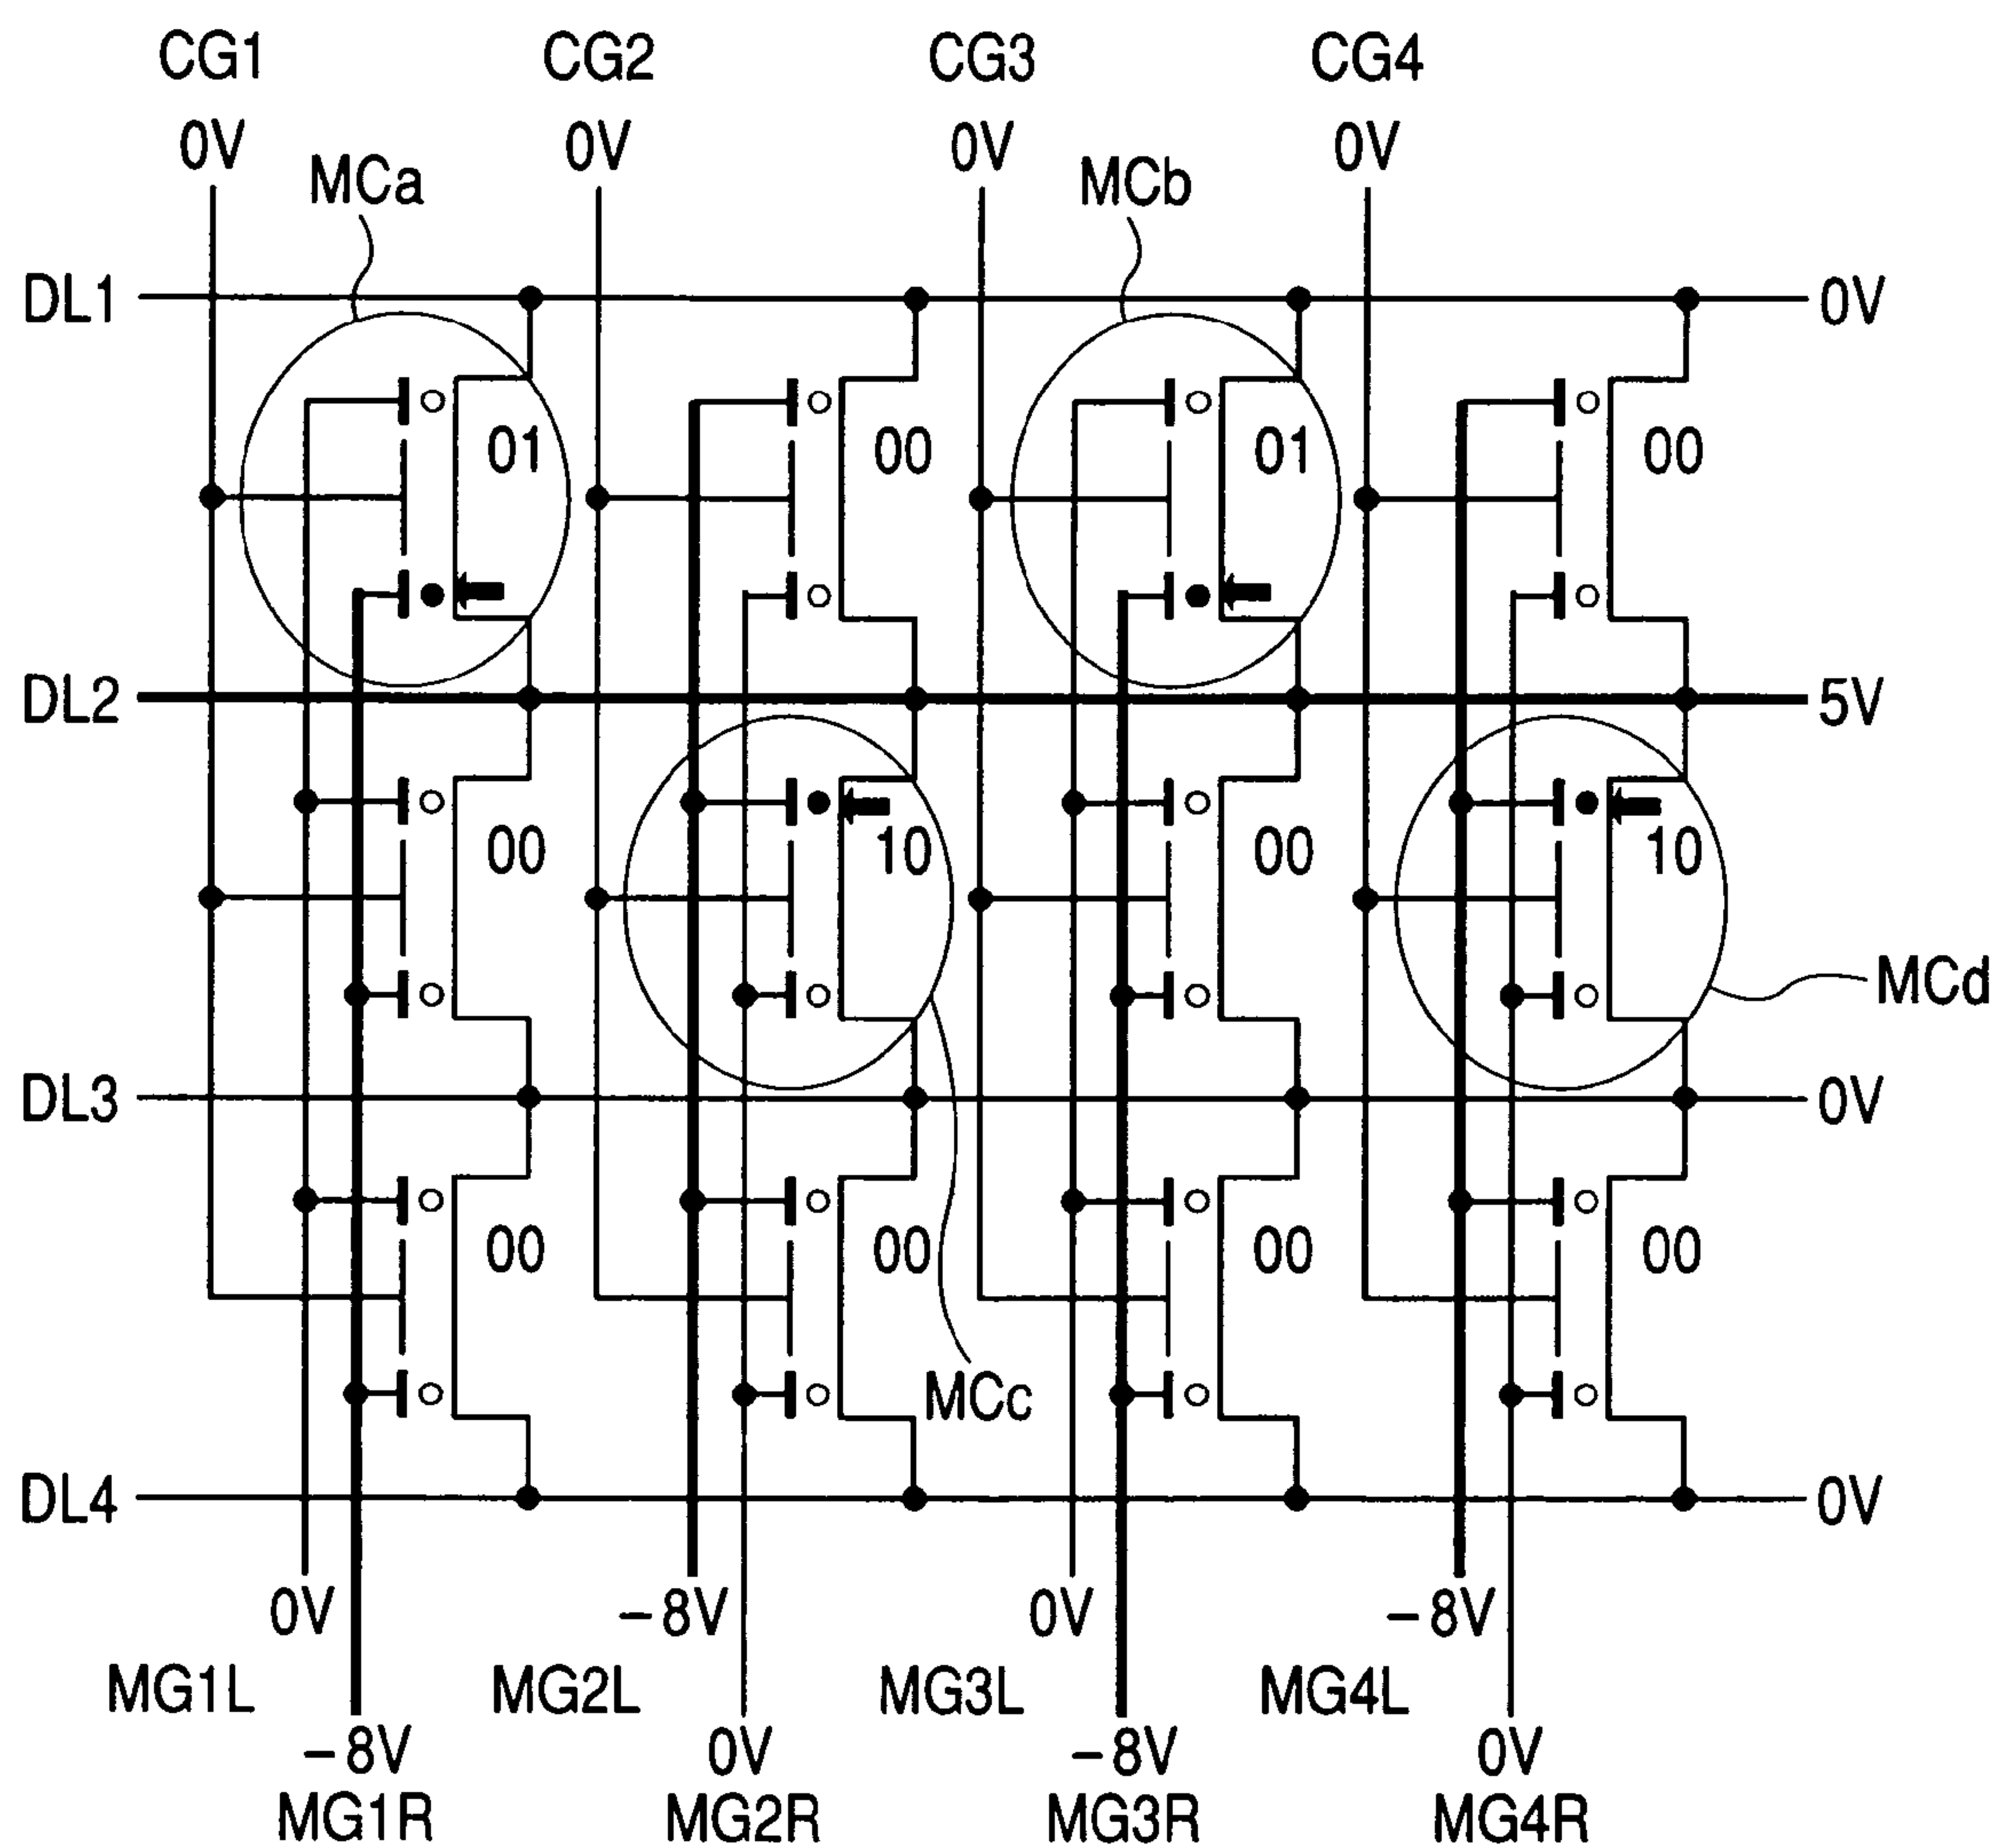 CG1 CG2 CG3 CG4
0V 0V 0V 0V
MCa MCb
DL1 0V
01 00 01 00
DL2 5V
00 10 00 10
MCd
DL3 0V
00 00 00 00
MCc
DL4 0V
0V -8V 0V -8V
MG1L MG2L MG3L MG4L
-8V 0V -8V 0V
MG1R MG2R MG3R MG4R